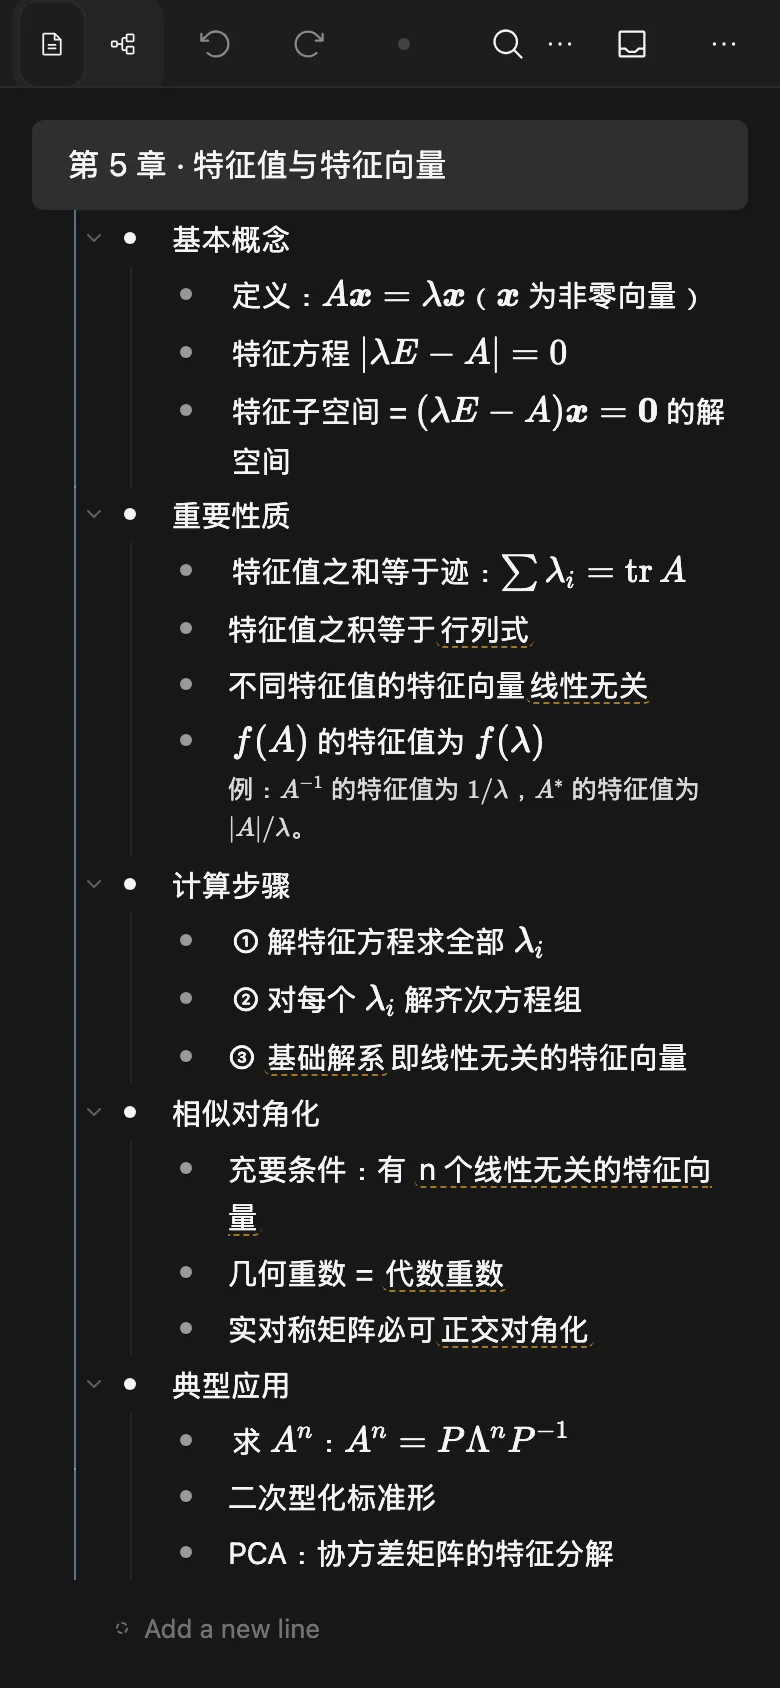 第 5 章 · 特征值与特征向量
基本概念
定义：Ax = λx（x 为非零向量）
特征方程 |λE − A| = 0
特征子空间 = (λE − A)x = 0 的解
空间
重要性质
特征值之和等于迹：∑ λᵢ = tr A
特征值之积等于行列式
不同特征值的特征向量线性无关
f(A) 的特征值为 f(λ)
例：A⁻¹ 的特征值为 1/λ，A* 的特征值为
|A|/λ。
计算步骤
① 解特征方程求全部 λᵢ
② 对每个 λᵢ 解齐次方程组
③ 基础解系即线性无关的特征向量
相似对角化
充要条件：有 n 个线性无关的特征向
量
几何重数 = 代数重数
实对称矩阵必可正交对角化
典型应用
求 Aⁿ：Aⁿ = PΛⁿP⁻¹
二次型化标准形
PCA：协方差矩阵的特征分解
Add a new line